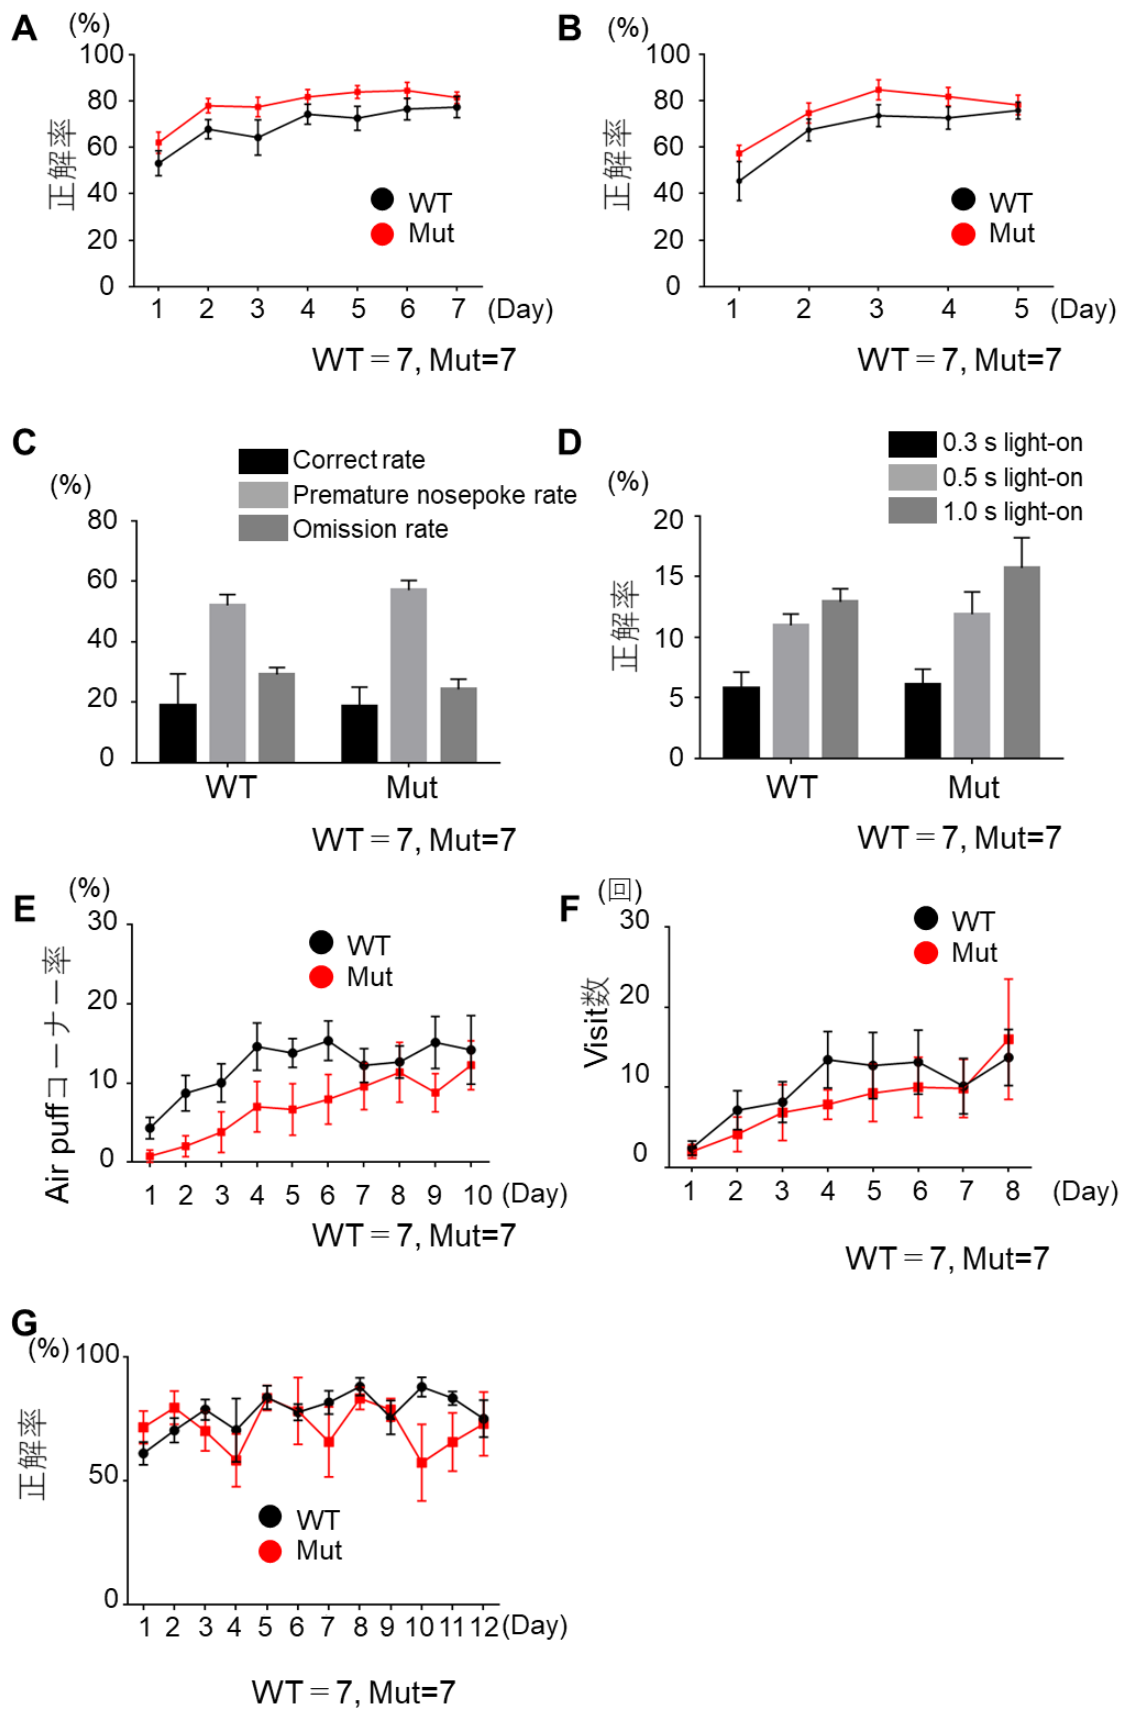 A
(%)
100
80
60
40
20
0
正解率
WT
Mut
1 2 3 4 5 6 7 (Day)
WT＝7, Mut=7
B
(%)
100
80
60
40
20
0
正解率
WT
Mut
1 2 3 4 5 (Day)
WT＝7, Mut=7
C
(%)
Correct rate
Premature nosepoke rate
Omission rate
80
60
40
20
0
WT Mut
WT＝7, Mut=7
D
(%)
0.3 s light-on
0.5 s light-on
1.0 s light-on
20
15
10
5
0
正解率
WT Mut
WT＝7, Mut=7
E
(%)
30
20
10
0
Air puffコーナー率
WT
Mut
1 2 3 4 5 6 7 8 9 10 (Day)
WT＝7, Mut=7
F
(回)
30
20
10
0
Visit数
WT
Mut
1 2 3 4 5 6 7 8 (Day)
WT＝7, Mut=7
G
(%)
100
50
0
正解率
WT
Mut
1 2 3 4 5 6 7 8 9 10 11 12 (Day)
WT＝7, Mut=7